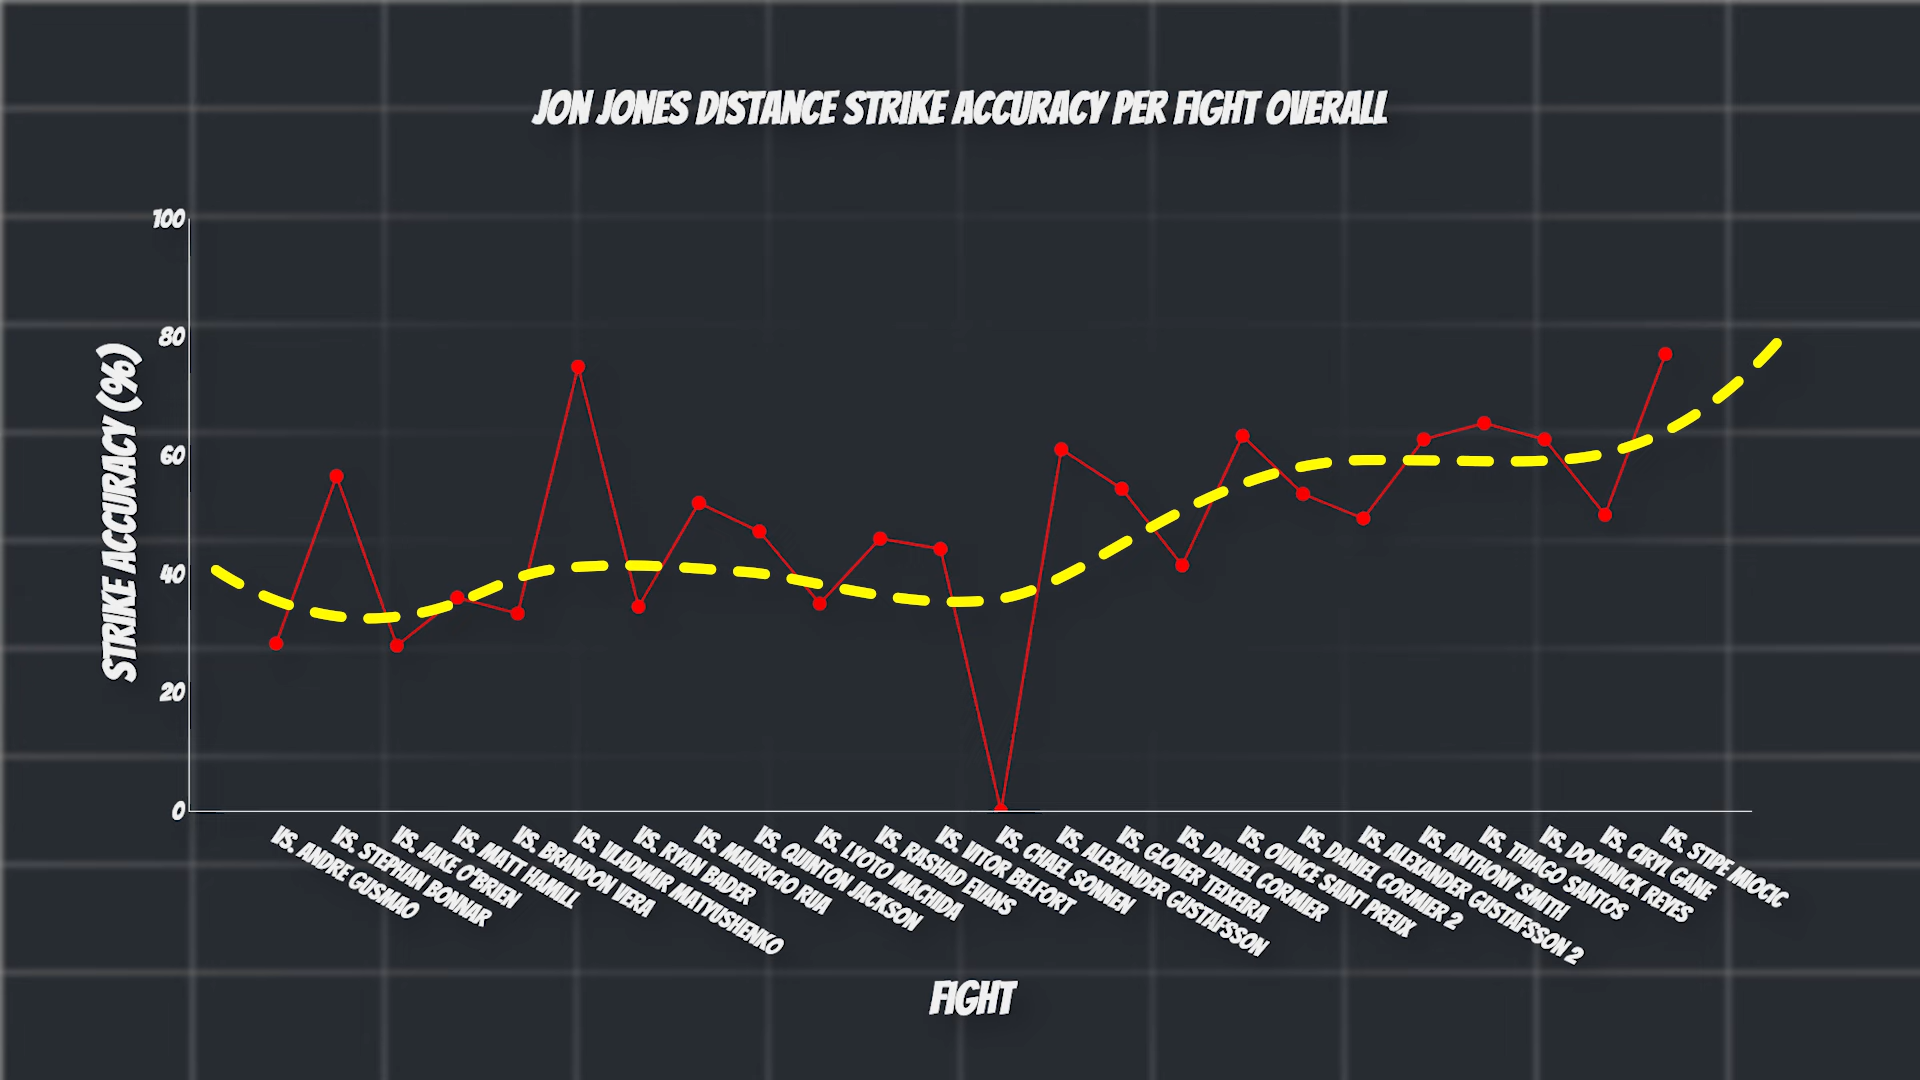 JON JONES DISTANCE STRIKE ACCURACY PER FIGHT OVERALL
STRIKE ACCURACY (%)
100
80
60
40
20
0
VS. ANDRE GUSMAO
VS. STEPHAN BONNAR
VS. JAKE O'BRIEN
VS. MATT HAMILL
VS. BRANDON VERA
VS. VLADIMIR MATYUSHENKO
VS. RYAN BADER
VS. MAURICIO RUA
VS. QUINTON JACKSON
VS. LYOTO MACHIDA
VS. RASHAD EVANS
VS. VITOR BELFORT
VS. CHAEL SONNEN
VS. ALEXANDER GUSTAFSSON
VS. GLOVER TEIXEIRA
VS. DANIEL CORMIER
VS. OVINCE SAINT PREUX
VS. DANIEL CORMIER 2
VS. ALEXANDER GUSTAFSSON 2
VS. ANTHONY SMITH
VS. THIAGO SANTOS
VS. DOMINICK REYES
VS. CIRYL GANE
VS. STIPE MIOCIC
FIGHT